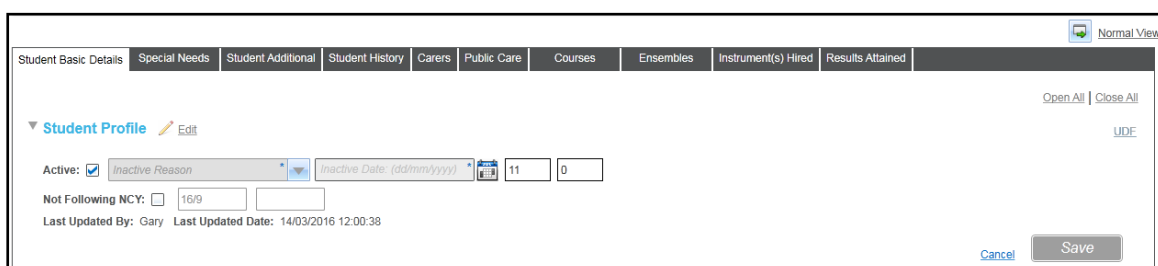 Normal View
Student Basic Details Special Needs Student Additional Student History Carers Public Care Courses Ensembles Instrument(s) Hired Results Attained
Open All | Close All
Student Profile Edit UDF
Active: Inactive Reason * Inactive Date: (dd/mm/yyyy) * 11 0
Not Following NCY: 16/9
Last Updated By: Gary Last Updated Date: 14/03/2016 12:00:38
Cancel Save